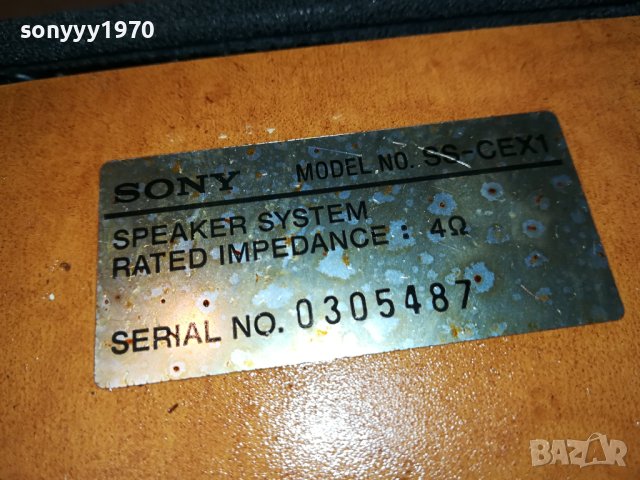 sonyyy1970
SONY MODEL NO. SS-CEX1
SPEAKER SYSTEM
RATED IMPEDANCE : 4Ω
SERIAL NO. 0305487
BAZAR